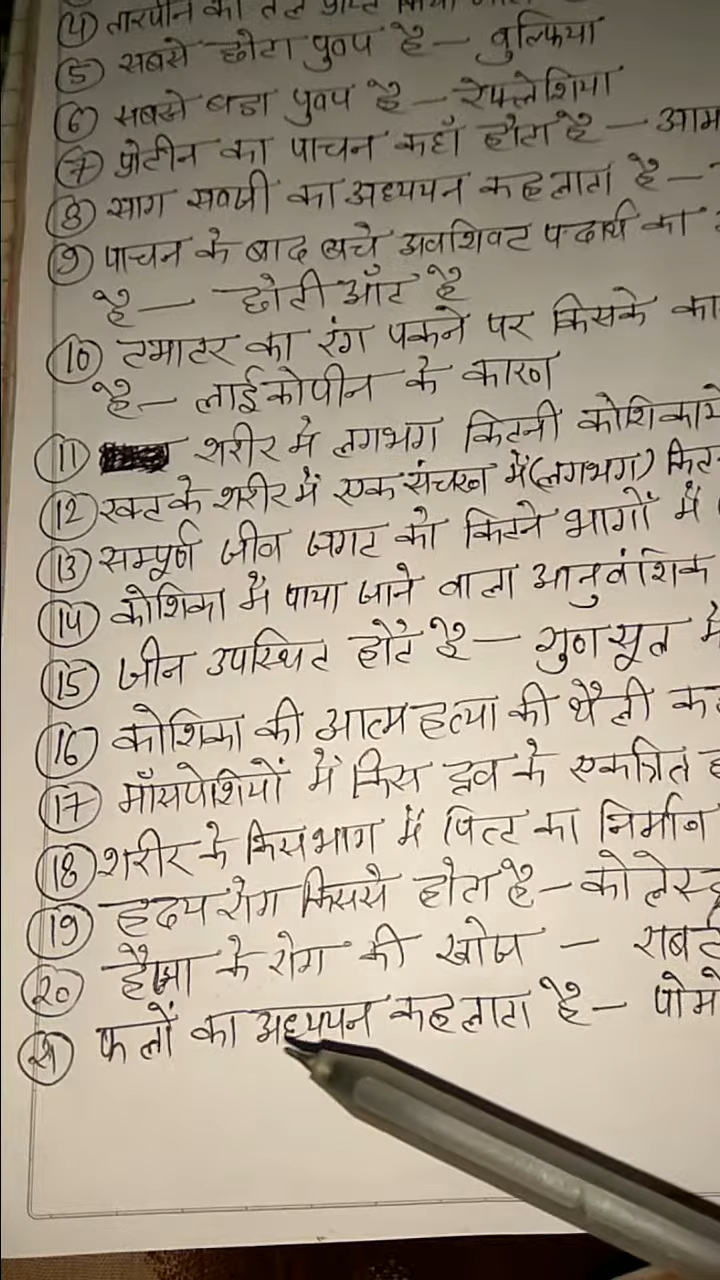 ④ तारपीन का तेल प्राप्त किया
⑤ सबसे छोटा पुष्प है – वुल्फिया
⑥ सबसे बडा पुष्प है – रेफ्लेशिया
⑦ प्रोटीन का पाचन कहाँ होता है – आम
⑧ साग सब्जी का अध्ययन कहलाता है –
⑨ पाचन के बाद बचे अवशिष्ट पदार्थ का
है – छोटी आँत है
⑩ टमाटर का रंग पकने पर किसके का
है – लाईकोपीन के कारण
⑪ शरीर में लगभग कितनी कोशिकाये
⑫ रक्त के शरीर में एक संचरण में (लगभग) कित
⑬ सम्पूर्ण जीव जगत को कितने भागों में
⑭ कोशिका में पाया जाने वाला आनुवंशिक
⑮ जीन उपस्थित होते है – गुणसूत्र में
⑯ कोशिका की आत्महत्या की थैली क
⑰ माँसपेशियों में किस द्रव के एकत्रित ह
⑱ शरीर के किस भाग में पित्त का निर्माण
⑲ हृदय रोग किससे होता है – कोलेस्
⑳ हैजा के रोग की खोज – राबर्ट
㉑ फलों का अध्ययन कहलाता है – पोमे